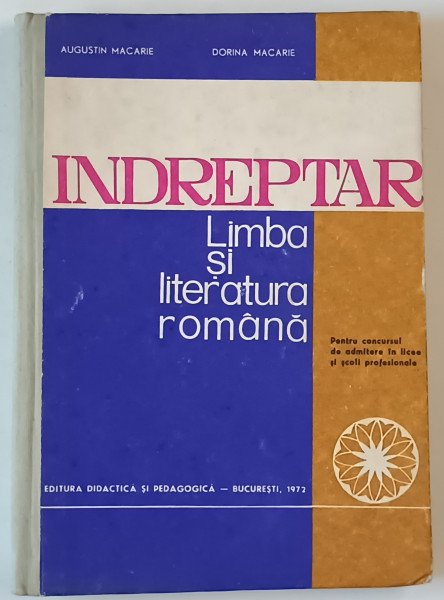 AUGUSTIN MACARIE DORINA MACARIE
INDREPTAR
Limba
și
literatura
română
Pentru concursul
de admitere în licee
și școli profesionale
EDITURA DIDACTICĂ ȘI PEDAGOGICĂ — BUCUREȘTI, 1972